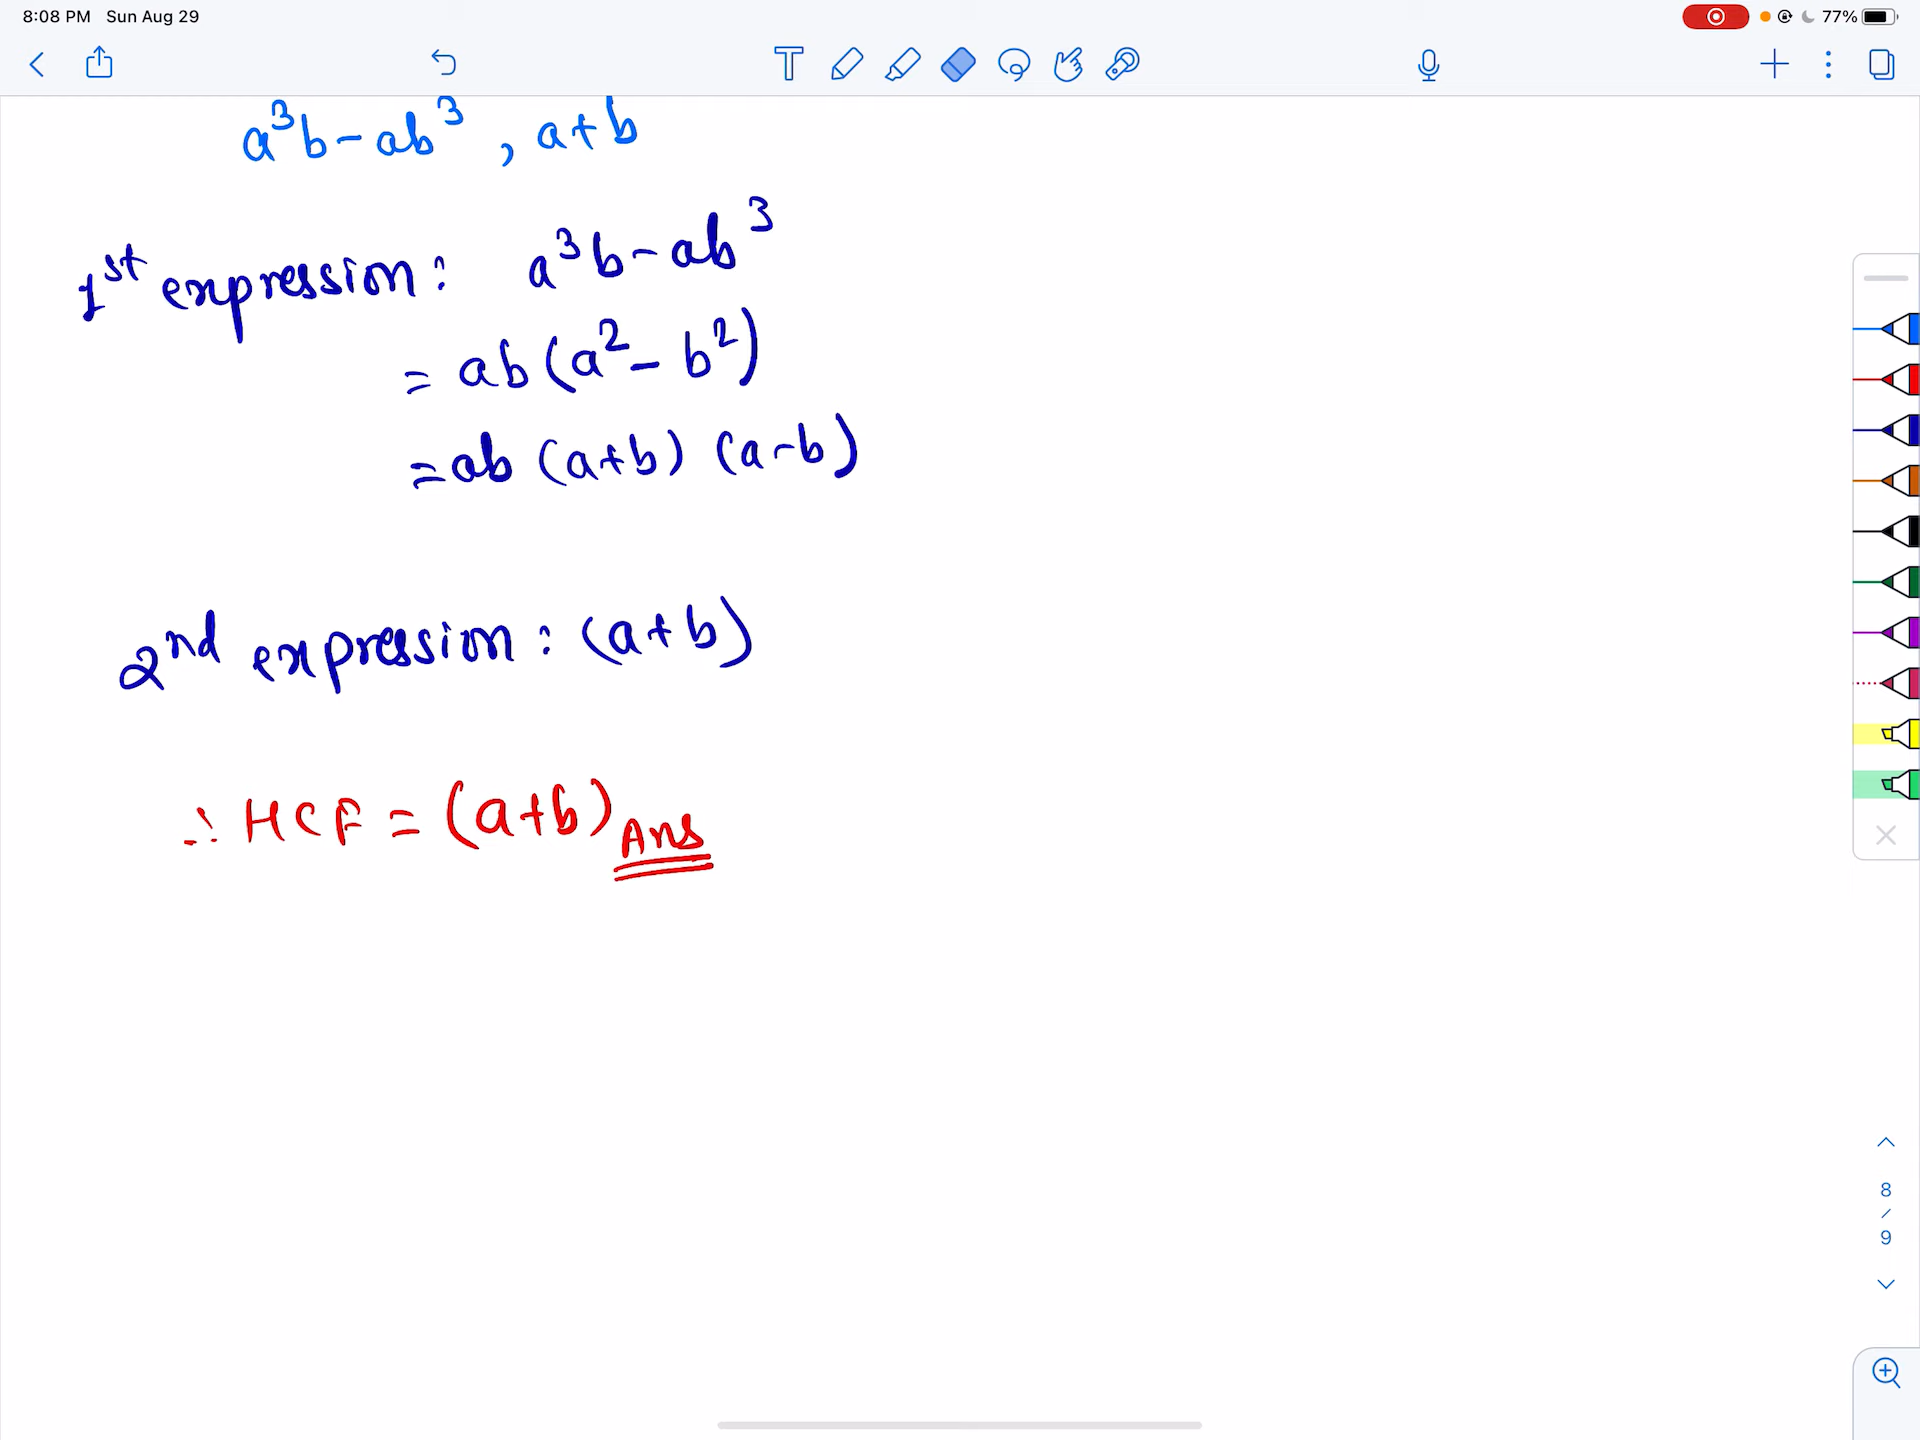 8:08 PM Sun Aug 29
77%
a³b-ab³, a+b
1st expression: a³b-ab³
= ab(a²-b²)
=ab (a+b) (a-b)
2nd expression: (a+b)
∴ HCF = (a+b) Ans
8
/
9